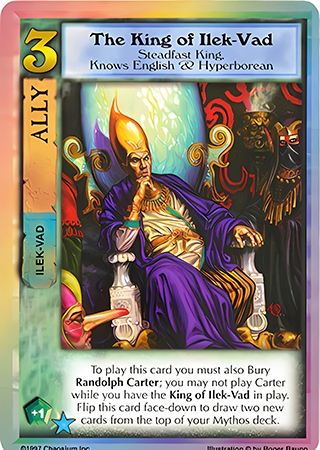 3
The King of Ilek-Vad
Steadfast King,
Knows English & Hyperborean
ALLY
ILEK-VAD
To play this card you must also Bury
Randolph Carter; you may not play Carter
while you have the King of Ilek-Vad in play.
Flip this card face-down to draw two new
cards from the top of your Mythos deck.
+1
©1997 Chaosium Inc.
Illustration © by Roger Raupp